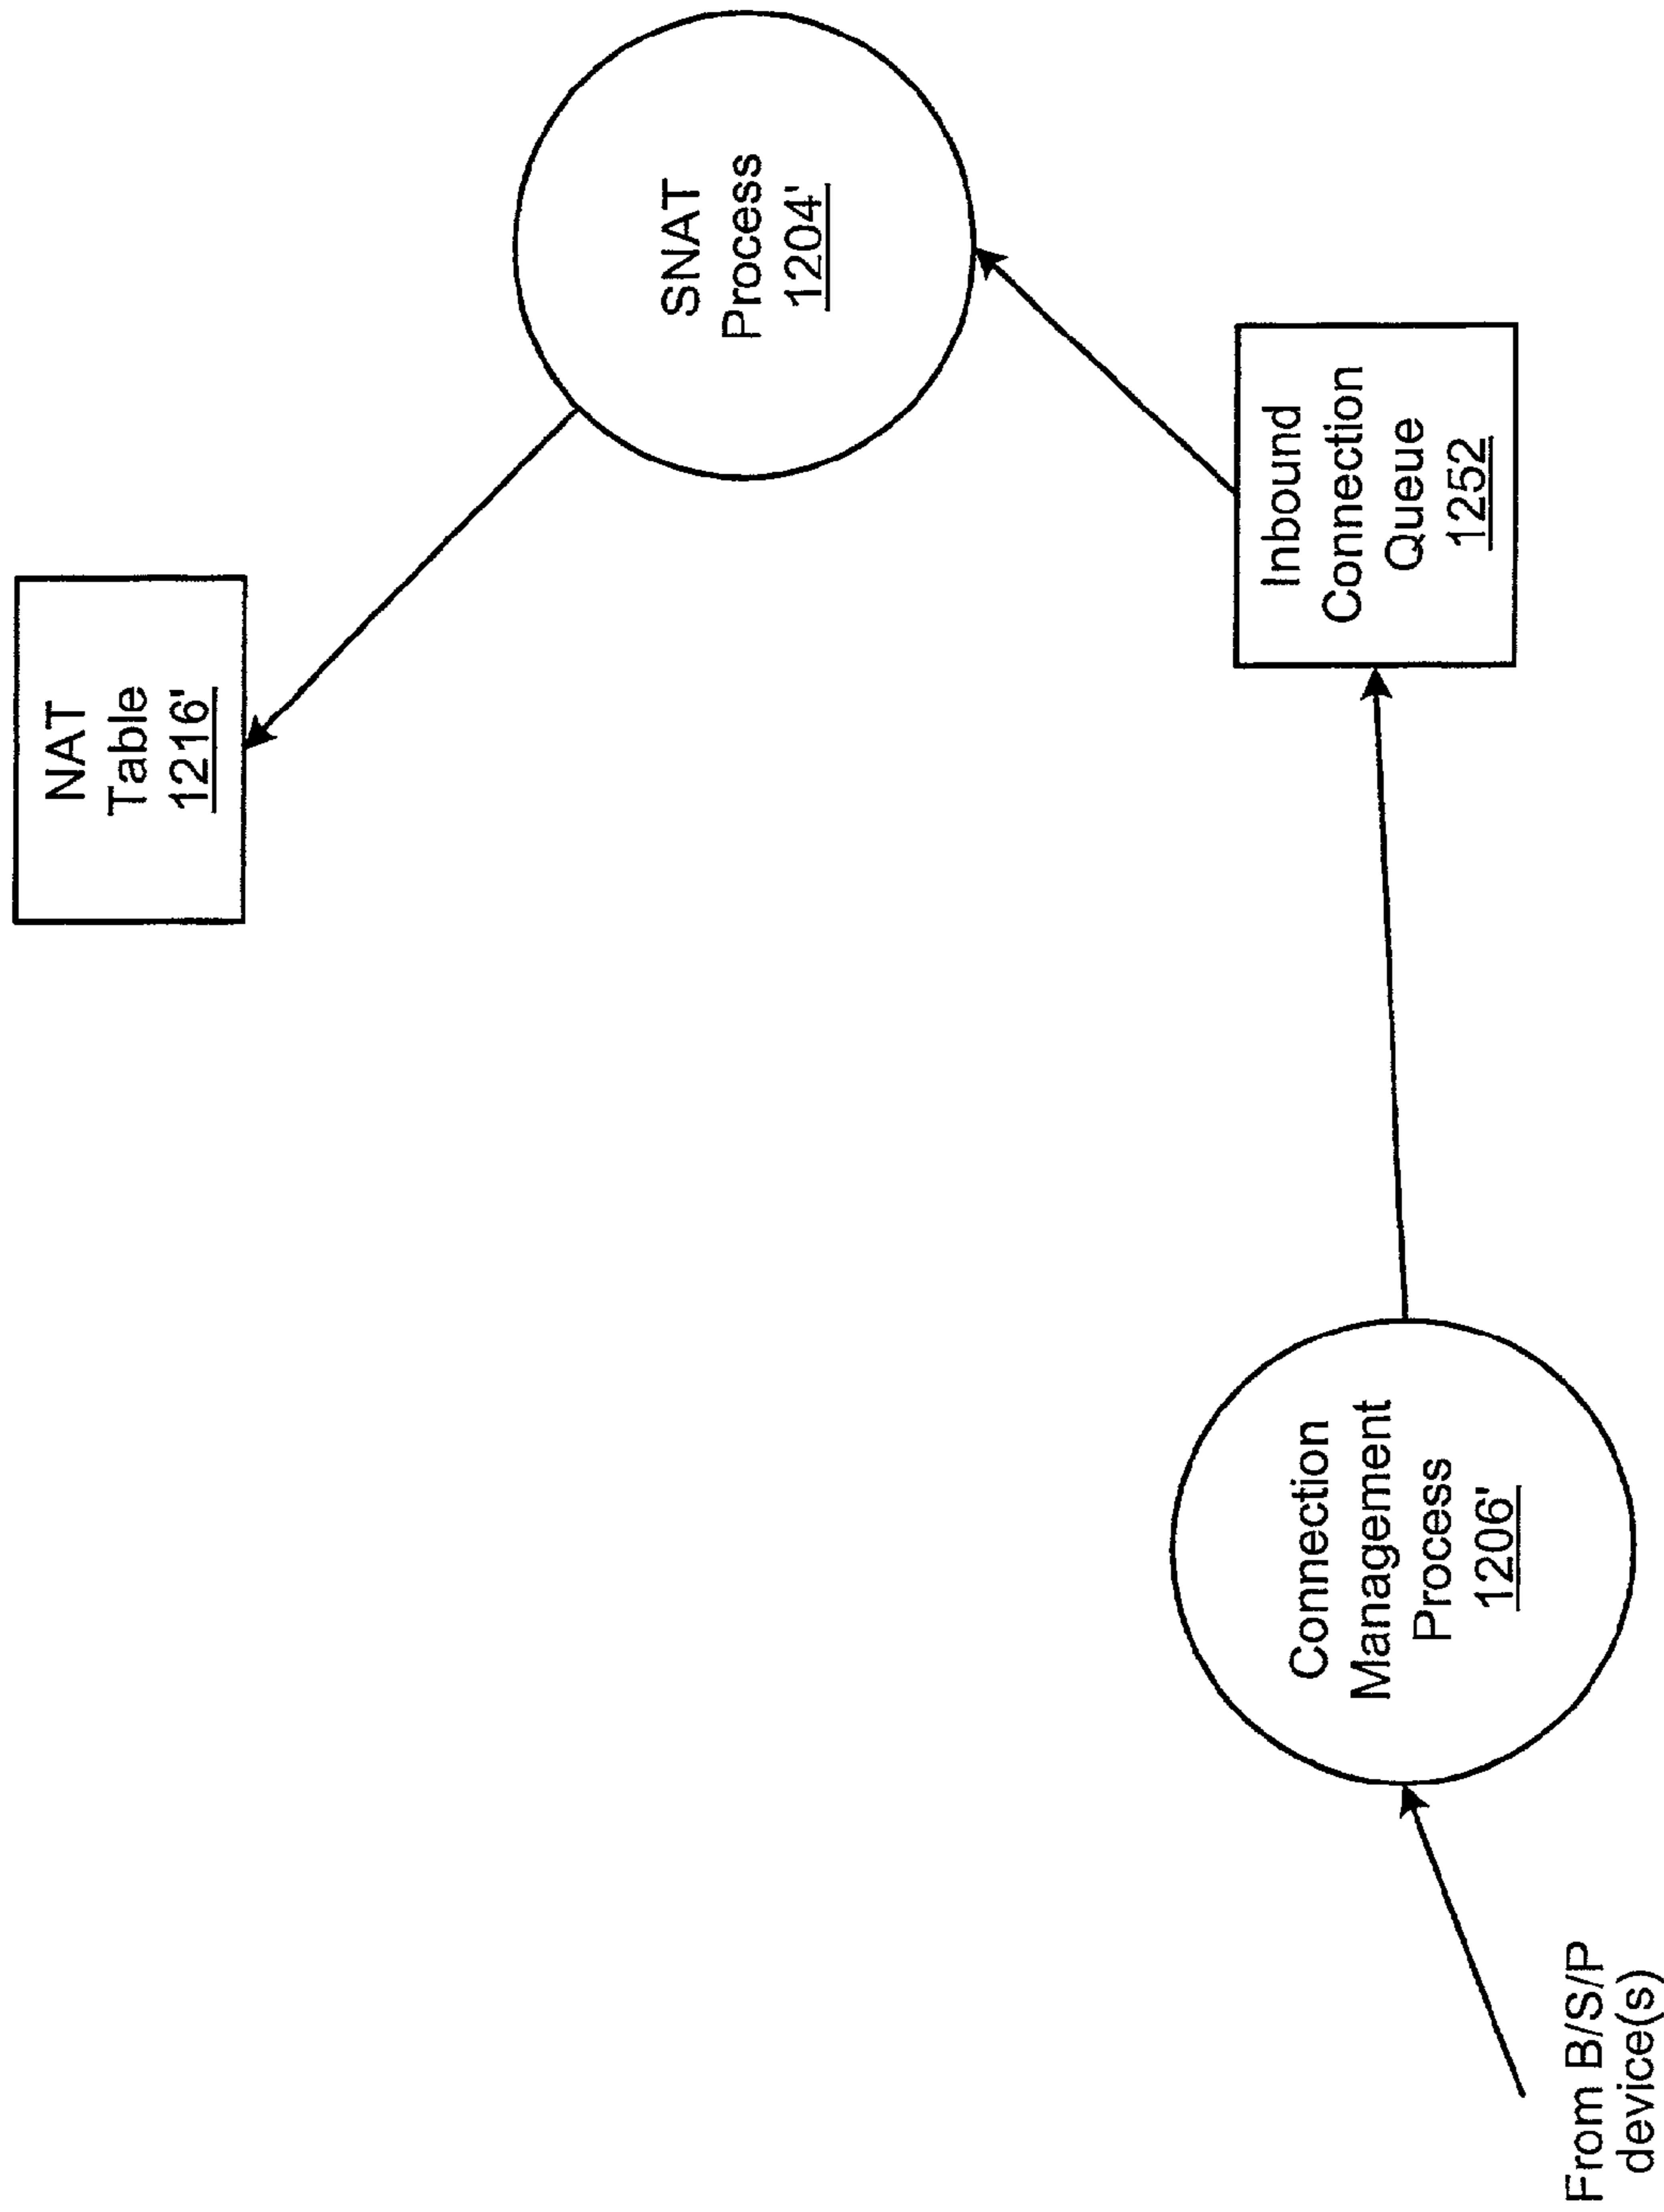 NAT
Table
1216'
SNAT
Process
1204'
Inbound
Connection
Queue
1252
Connection
Management
Process
1206'
From B/S/P
device(s)